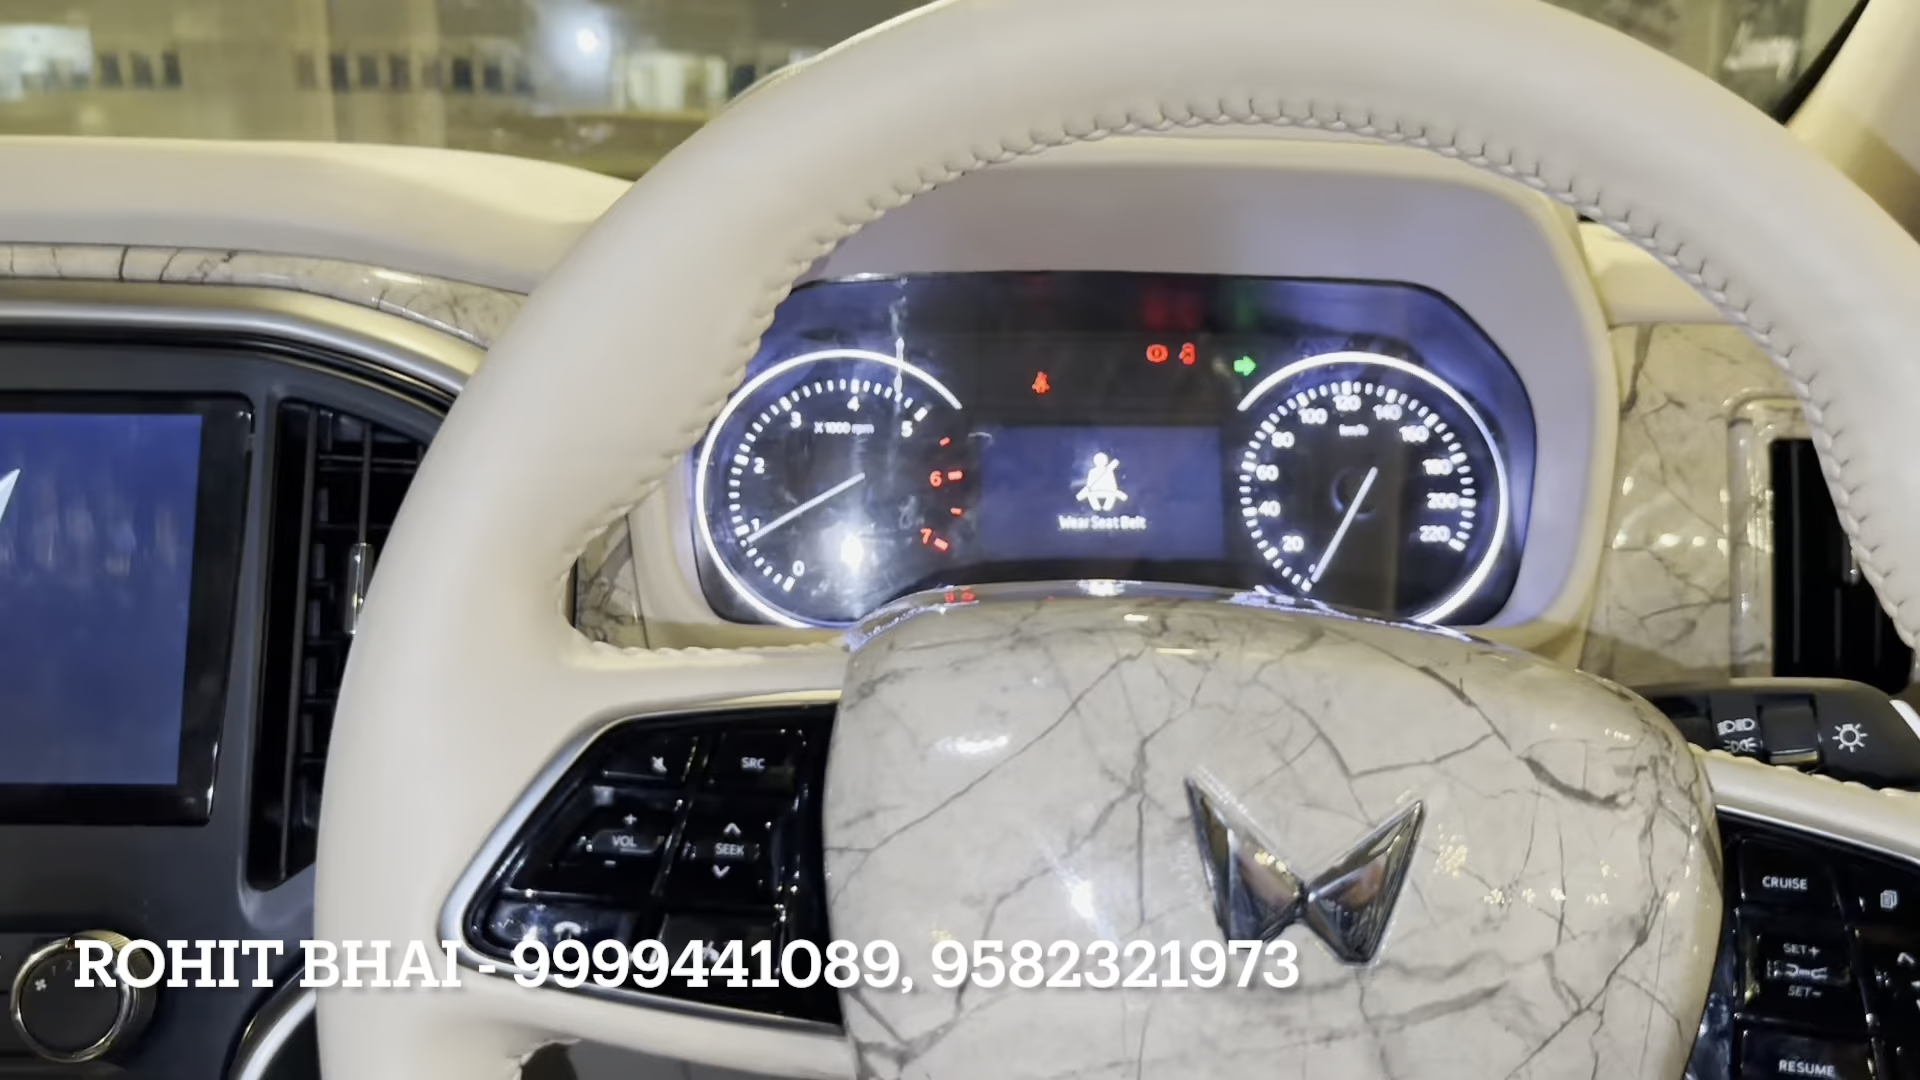 4
3
5
X 1000 rpm
2
6
1
7
0
Wear Seat Belt
120
100
140
80
km/h
160
60
180
40
200
20
220
SRC
+
VOL
-
SEEK
CRUISE
SET+
SET-
RESUME
ROHIT BHAI - 9999441089, 9582321973